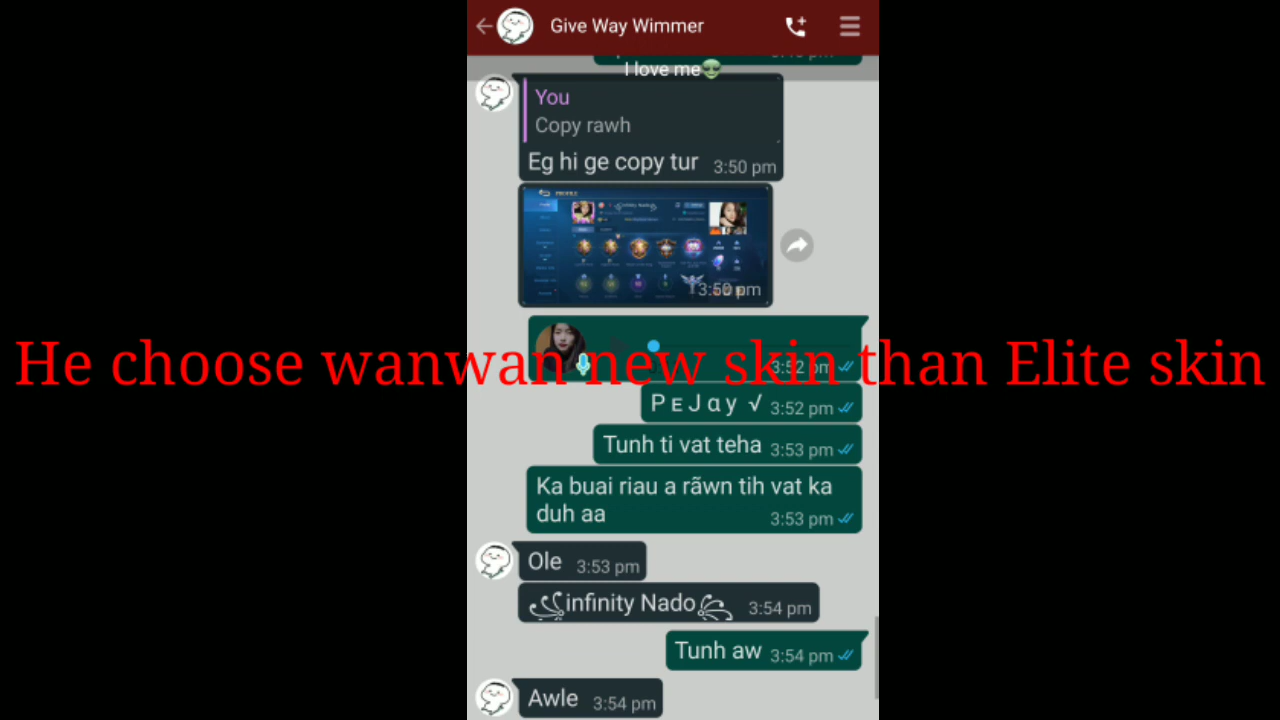 Give Way Wimmer
I love me👽
You
Copy rawh
Eg hi ge copy tur 3:50 pm
PROFILE
infinity Nado
3:50 pm
He choose wanwan new skin than Elite skin
3:52 pm
P ᴇ J ɑ y √ 3:52 pm
Tunh ti vat teha 3:53 pm
Ka buai riau a rãwn tih vat ka
duh aa 3:53 pm
Ole 3:53 pm
infinity Nado 3:54 pm
Tunh aw 3:54 pm
Awle 3:54 pm